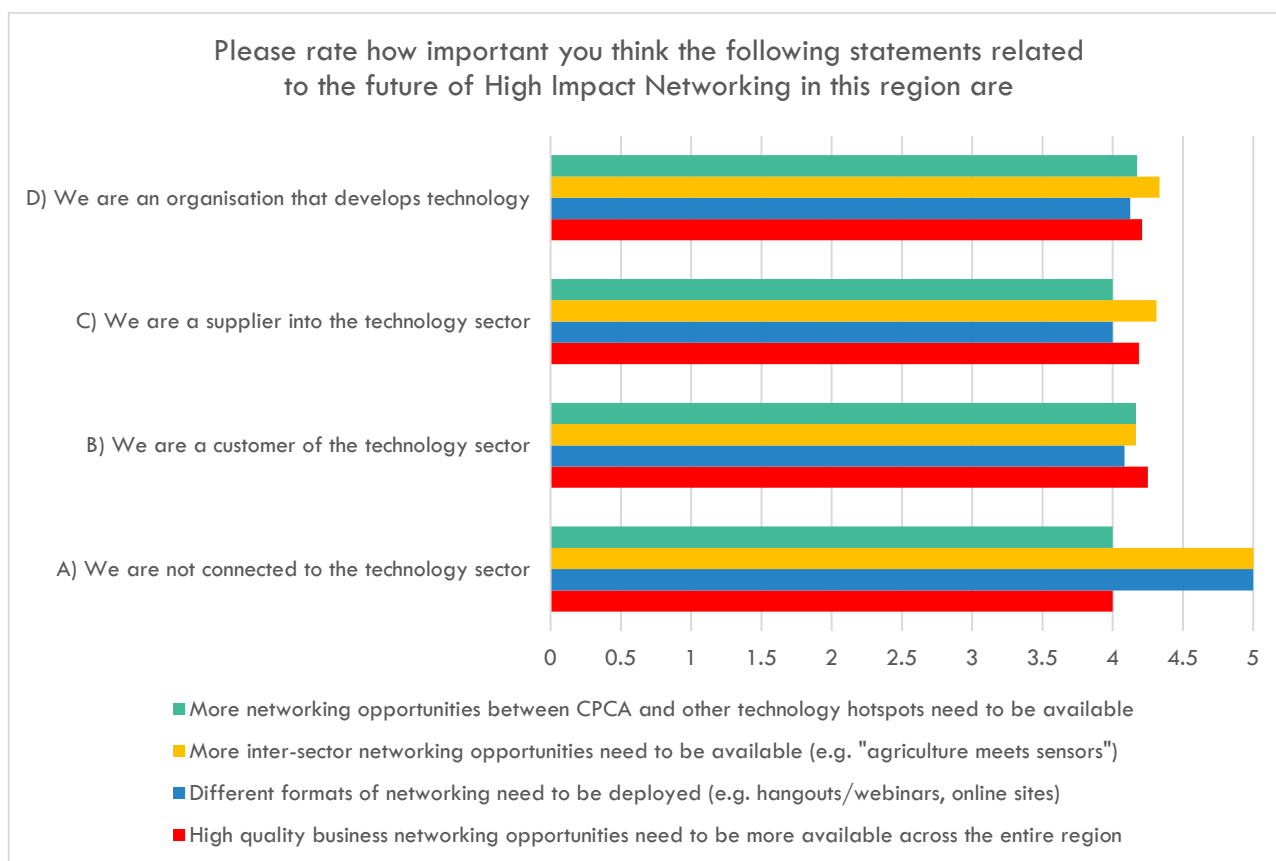 Please rate how important you think the following statements related
to the future of High Impact Networking in this region are
D) We are an organisation that develops technology
C) We are a supplier into the technology sector
B) We are a customer of the technology sector
A) We are not connected to the technology sector
0 0.5 1 1.5 2 2.5 3 3.5 4 4.5 5
More networking opportunities between CPCA and other technology hotspots need to be available
More inter-sector networking opportunities need to be available (e.g. "agriculture meets sensors")
Different formats of networking need to be deployed (e.g. hangouts/webinars, online sites)
High quality business networking opportunities need to be more available across the entire region